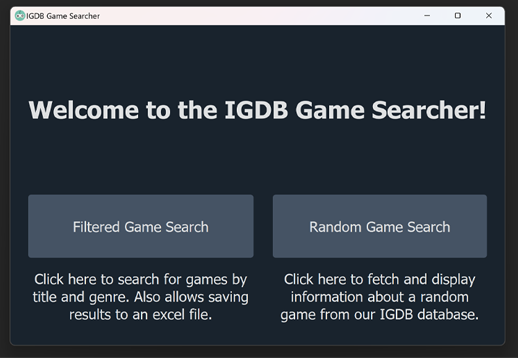 IGDB Game Searcher
Welcome to the IGDB Game Searcher!
Filtered Game Search
Random Game Search
Click here to search for games by
title and genre. Also allows saving
results to an excel file.
Click here to fetch and display
information about a random
game from our IGDB database.